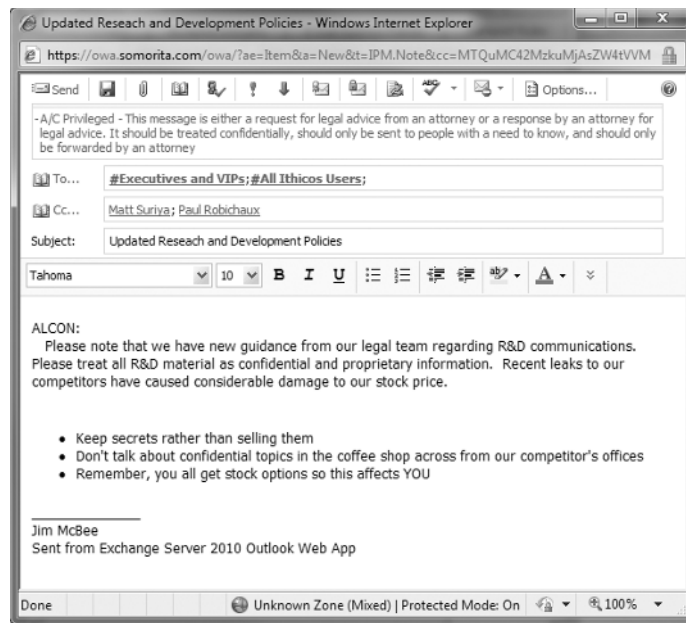 Updated Reseach and Development Policies - Windows Internet Explorer
https://owa.somorita.com/owa/?ae=Item&a=New&t=IPM.Note&cc=MTQuMC42MzkuMjAsZW4tVVM
Send Options...
-A/C Privileged - This message is either a request for legal advice from an attorney or a response by an attorney for
legal advice. It should be treated confidentially, should only be sent to people with a need to know, and should only
be forwarded by an attorney
To... #Executives and VIPs;#All Ithicos Users;
Cc... Matt Suriya; Paul Robichaux
Subject: Updated Reseach and Development Policies
Tahoma 10 B I U A
ALCON:
Please note that we have new guidance from our legal team regarding R&D communications.
Please treat all R&D material as confidential and proprietary information. Recent leaks to our
competitors have caused considerable damage to our stock price.
• Keep secrets rather than selling them
• Don't talk about confidential topics in the coffee shop across from our competitor's offices
• Remember, you all get stock options so this affects YOU
Jim McBee
Sent from Exchange Server 2010 Outlook Web App
Done Unknown Zone (Mixed) | Protected Mode: On 100%